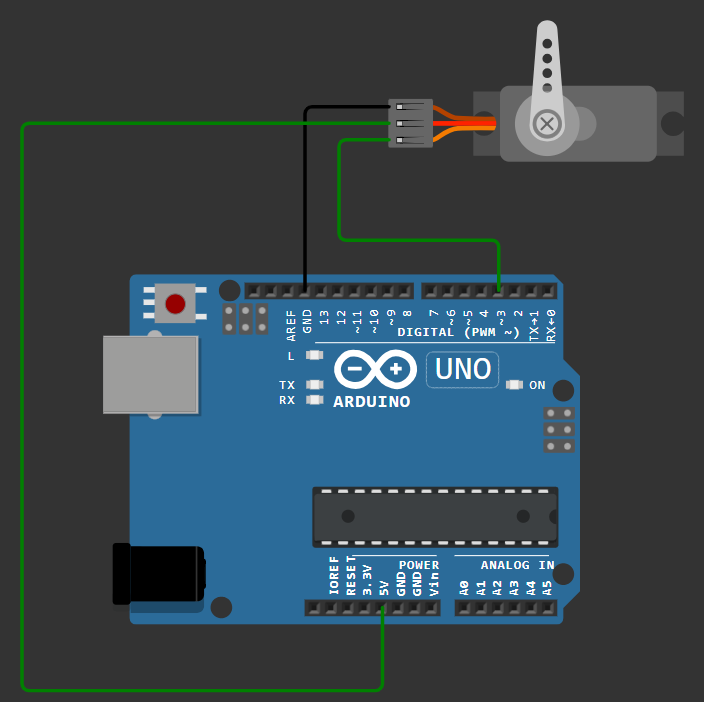 AREF
GND
13
12
~11
~10
~9
8
7
~6
~5
4
~3
2
TX→1
RX←0
DIGITAL (PWM ~)
L
TX
RX
ARDUINO
UNO
ON
POWER
ANALOG IN
IOREF
RESET
3.3V
5V
GND
GND
Vin
A0
A1
A2
A3
A4
A5